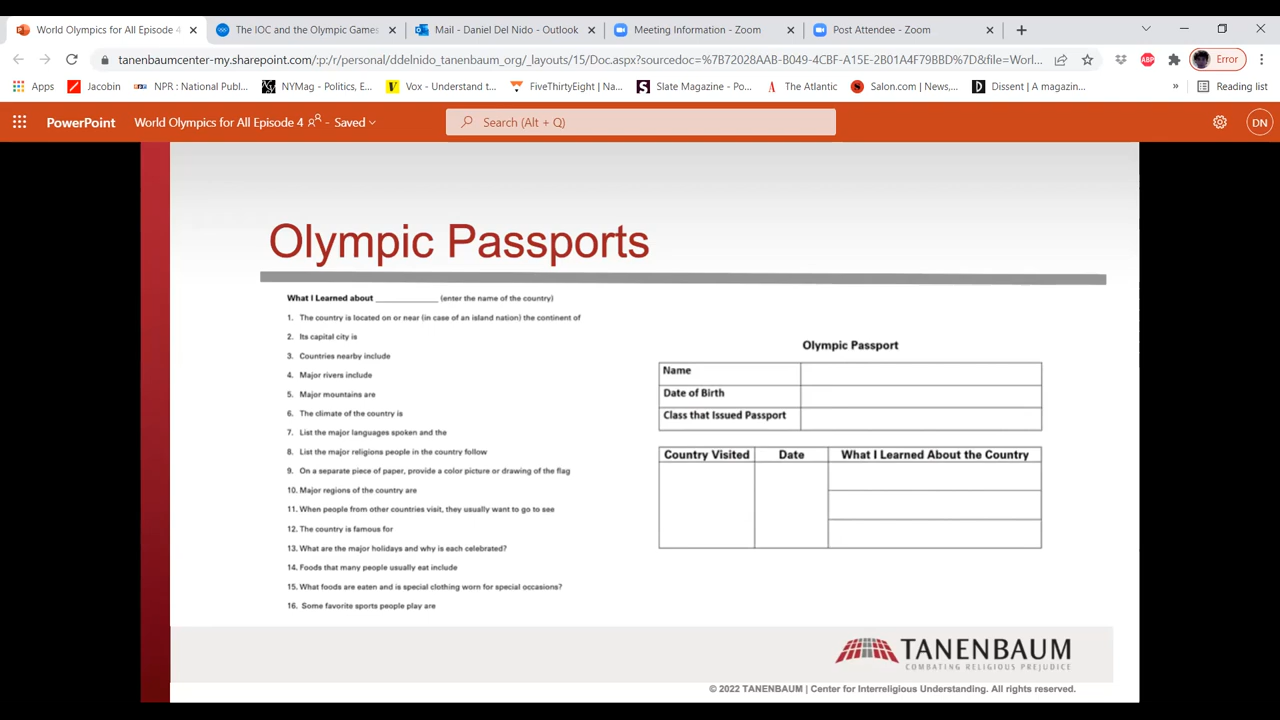 World Olympics for All Episode 4
The IOC and the Olympic Games
Mail - Daniel Del Nido - Outlook
Meeting Information - Zoom
Post Attendee - Zoom
tanenbaumcenter-my.sharepoint.com/:p:/r/personal/ddelnido_tanenbaum_org/_layouts/15/Doc.aspx?sourcedoc=%7B72028AAB-B049-4CBF-A15E-2B01A4F79BBD%7D&file=Worl...
ABP
Error
Apps
Jacobin
NPR : National Publ...
NYMag - Politics, E...
Vox - Understand t...
FiveThirtyEight | Na...
Slate Magazine - Po...
The Atlantic
Salon.com | News,...
Dissent | A magazin...
»
Reading list
PowerPoint
World Olympics for All Episode 4 - Saved
Search (Alt + Q)
DN
Olympic Passports
What I Learned about ____________ (enter the name of the country)
1. The country is located on or near (in case of an island nation) the continent of
2. Its capital city is
3. Countries nearby include
4. Major rivers include
5. Major mountains are
6. The climate of the country is
7. List the major languages spoken and the
8. List the major religions people in the country follow
9. On a separate piece of paper, provide a color picture or drawing of the flag
10. Major regions of the country are
11. When people from other countries visit, they usually want to go to see
12. The country is famous for
13. What are the major holidays and why is each celebrated?
14. Foods that many people usually eat include
15. What foods are eaten and is special clothing worn for special occasions?
16. Some favorite sports people play are
Olympic Passport
Name
Date of Birth
Class that Issued Passport
Country Visited Date What I Learned About the Country
TANENBAUM
COMBATING RELIGIOUS PREJUDICE
© 2022 TANENBAUM | Center for Interreligious Understanding. All rights reserved.